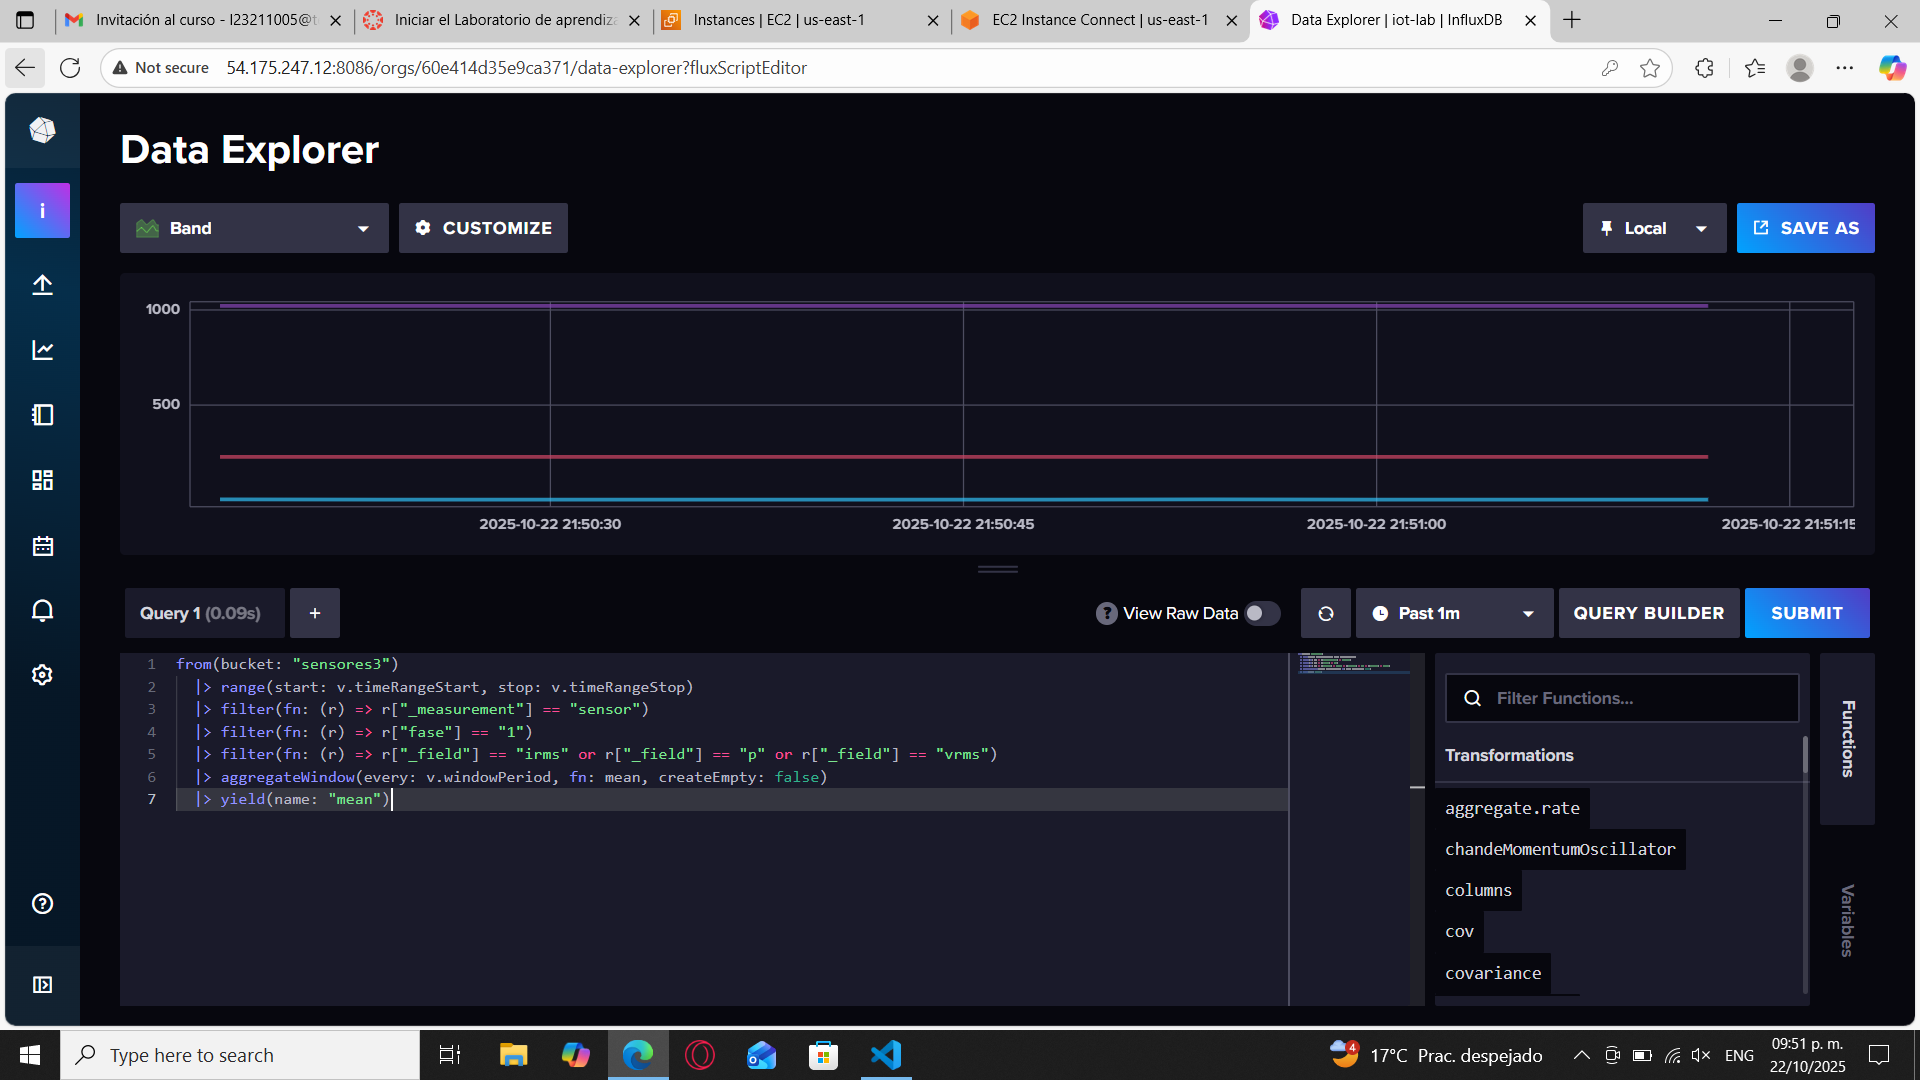 Invitación al curso - l23211005@t
Iniciar el Laboratorio de aprendiza
Instances | EC2 | us-east-1
EC2 Instance Connect | us-east-1
Data Explorer | iot-lab | InfluxDB
Not secure
54.175.247.12:8086/orgs/60e414d35e9ca371/data-explorer?fluxScriptEditor
i
Data Explorer
Band
CUSTOMIZE
Local
SAVE AS
1000
500
2025-10-22 21:50:30
2025-10-22 21:50:45
2025-10-22 21:51:00
2025-10-22 21:51:15
Query 1 (0.09s)
+
? View Raw Data
Past 1m
QUERY BUILDER
SUBMIT
1 from(bucket: "sensores3")
2 |> range(start: v.timeRangeStart, stop: v.timeRangeStop)
3 |> filter(fn: (r) => r["_measurement"] == "sensor")
4 |> filter(fn: (r) => r["fase"] == "1")
5 |> filter(fn: (r) => r["_field"] == "irms" or r["_field"] == "p" or r["_field"] == "vrms")
6 |> aggregateWindow(every: v.windowPeriod, fn: mean, createEmpty: false)
7 |> yield(name: "mean")
Filter Functions...
Transformations
aggregate.rate
chandeMomentumOscillator
columns
cov
covariance
Functions
Variables
Type here to search
4
17°C Prac. despejado
ENG
09:51 p. m.
22/10/2025